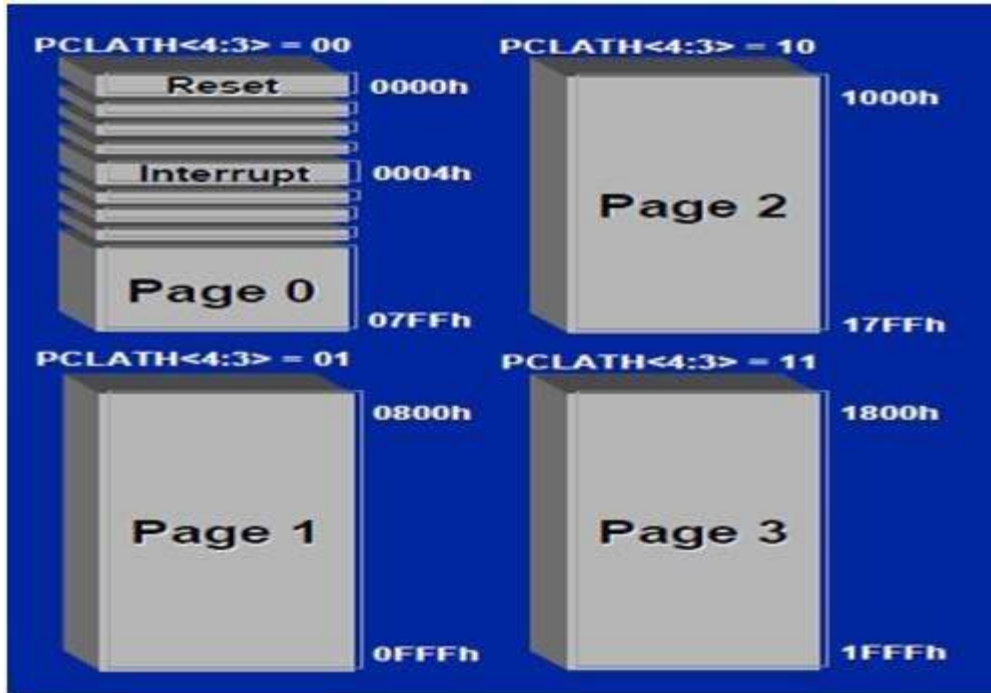 PCLATH<4:3> = 00
Reset 0000h
Interrupt 0004h
Page 0
07FFh
PCLATH<4:3> = 10
1000h
Page 2
17FFh
PCLATH<4:3> = 01
0800h
Page 1
0FFFh
PCLATH<4:3> = 11
1800h
Page 3
1FFFh